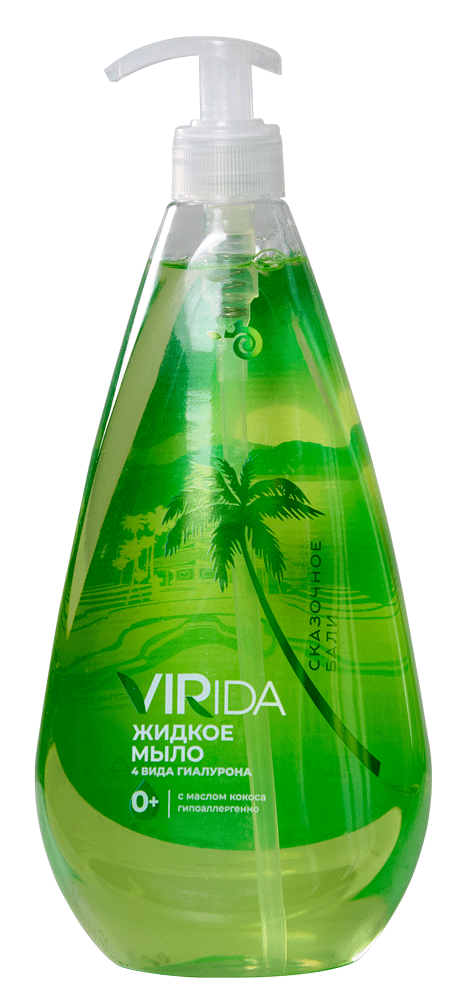 СКАЗОЧНОЕ
БАЛИ
VIRIDA
ЖИДКОЕ
МЫЛО
4 ВИДА ГИАЛУРОНА
0+
с маслом кокоса
гипоаллергенно